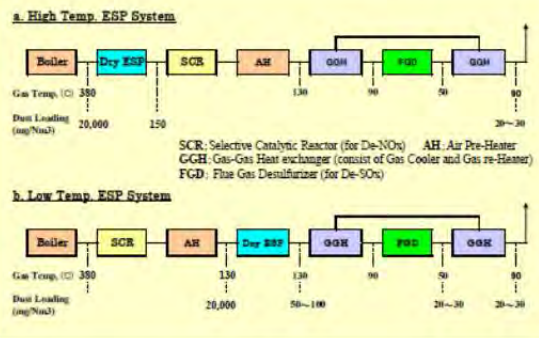 a. High Temp. ESP System
Boiler Dry ESP SCR AH GGH FGD GGH
Gas Temp. (C) 380 130 90 50 90
Dust Loading (mg/Nm3) 20,000 150 20~30
SCR: Selective Catalytic Reactor (for De-NOx) AH: Air Pre-Heater
GGH: Gas-Gas Heat exchanger (consist of Gas Cooler and Gas re-Heater)
FGD: Flue Gas Desulfurizer (for De-SOx)
b. Low Temp. ESP System
Boiler SCR AH Dry ESP GGH FGD GGH
Gas Temp. (C) 380 130 130 90 50 90
Dust Loading (mg/Nm3) 20,000 50~100 20~30 20~30